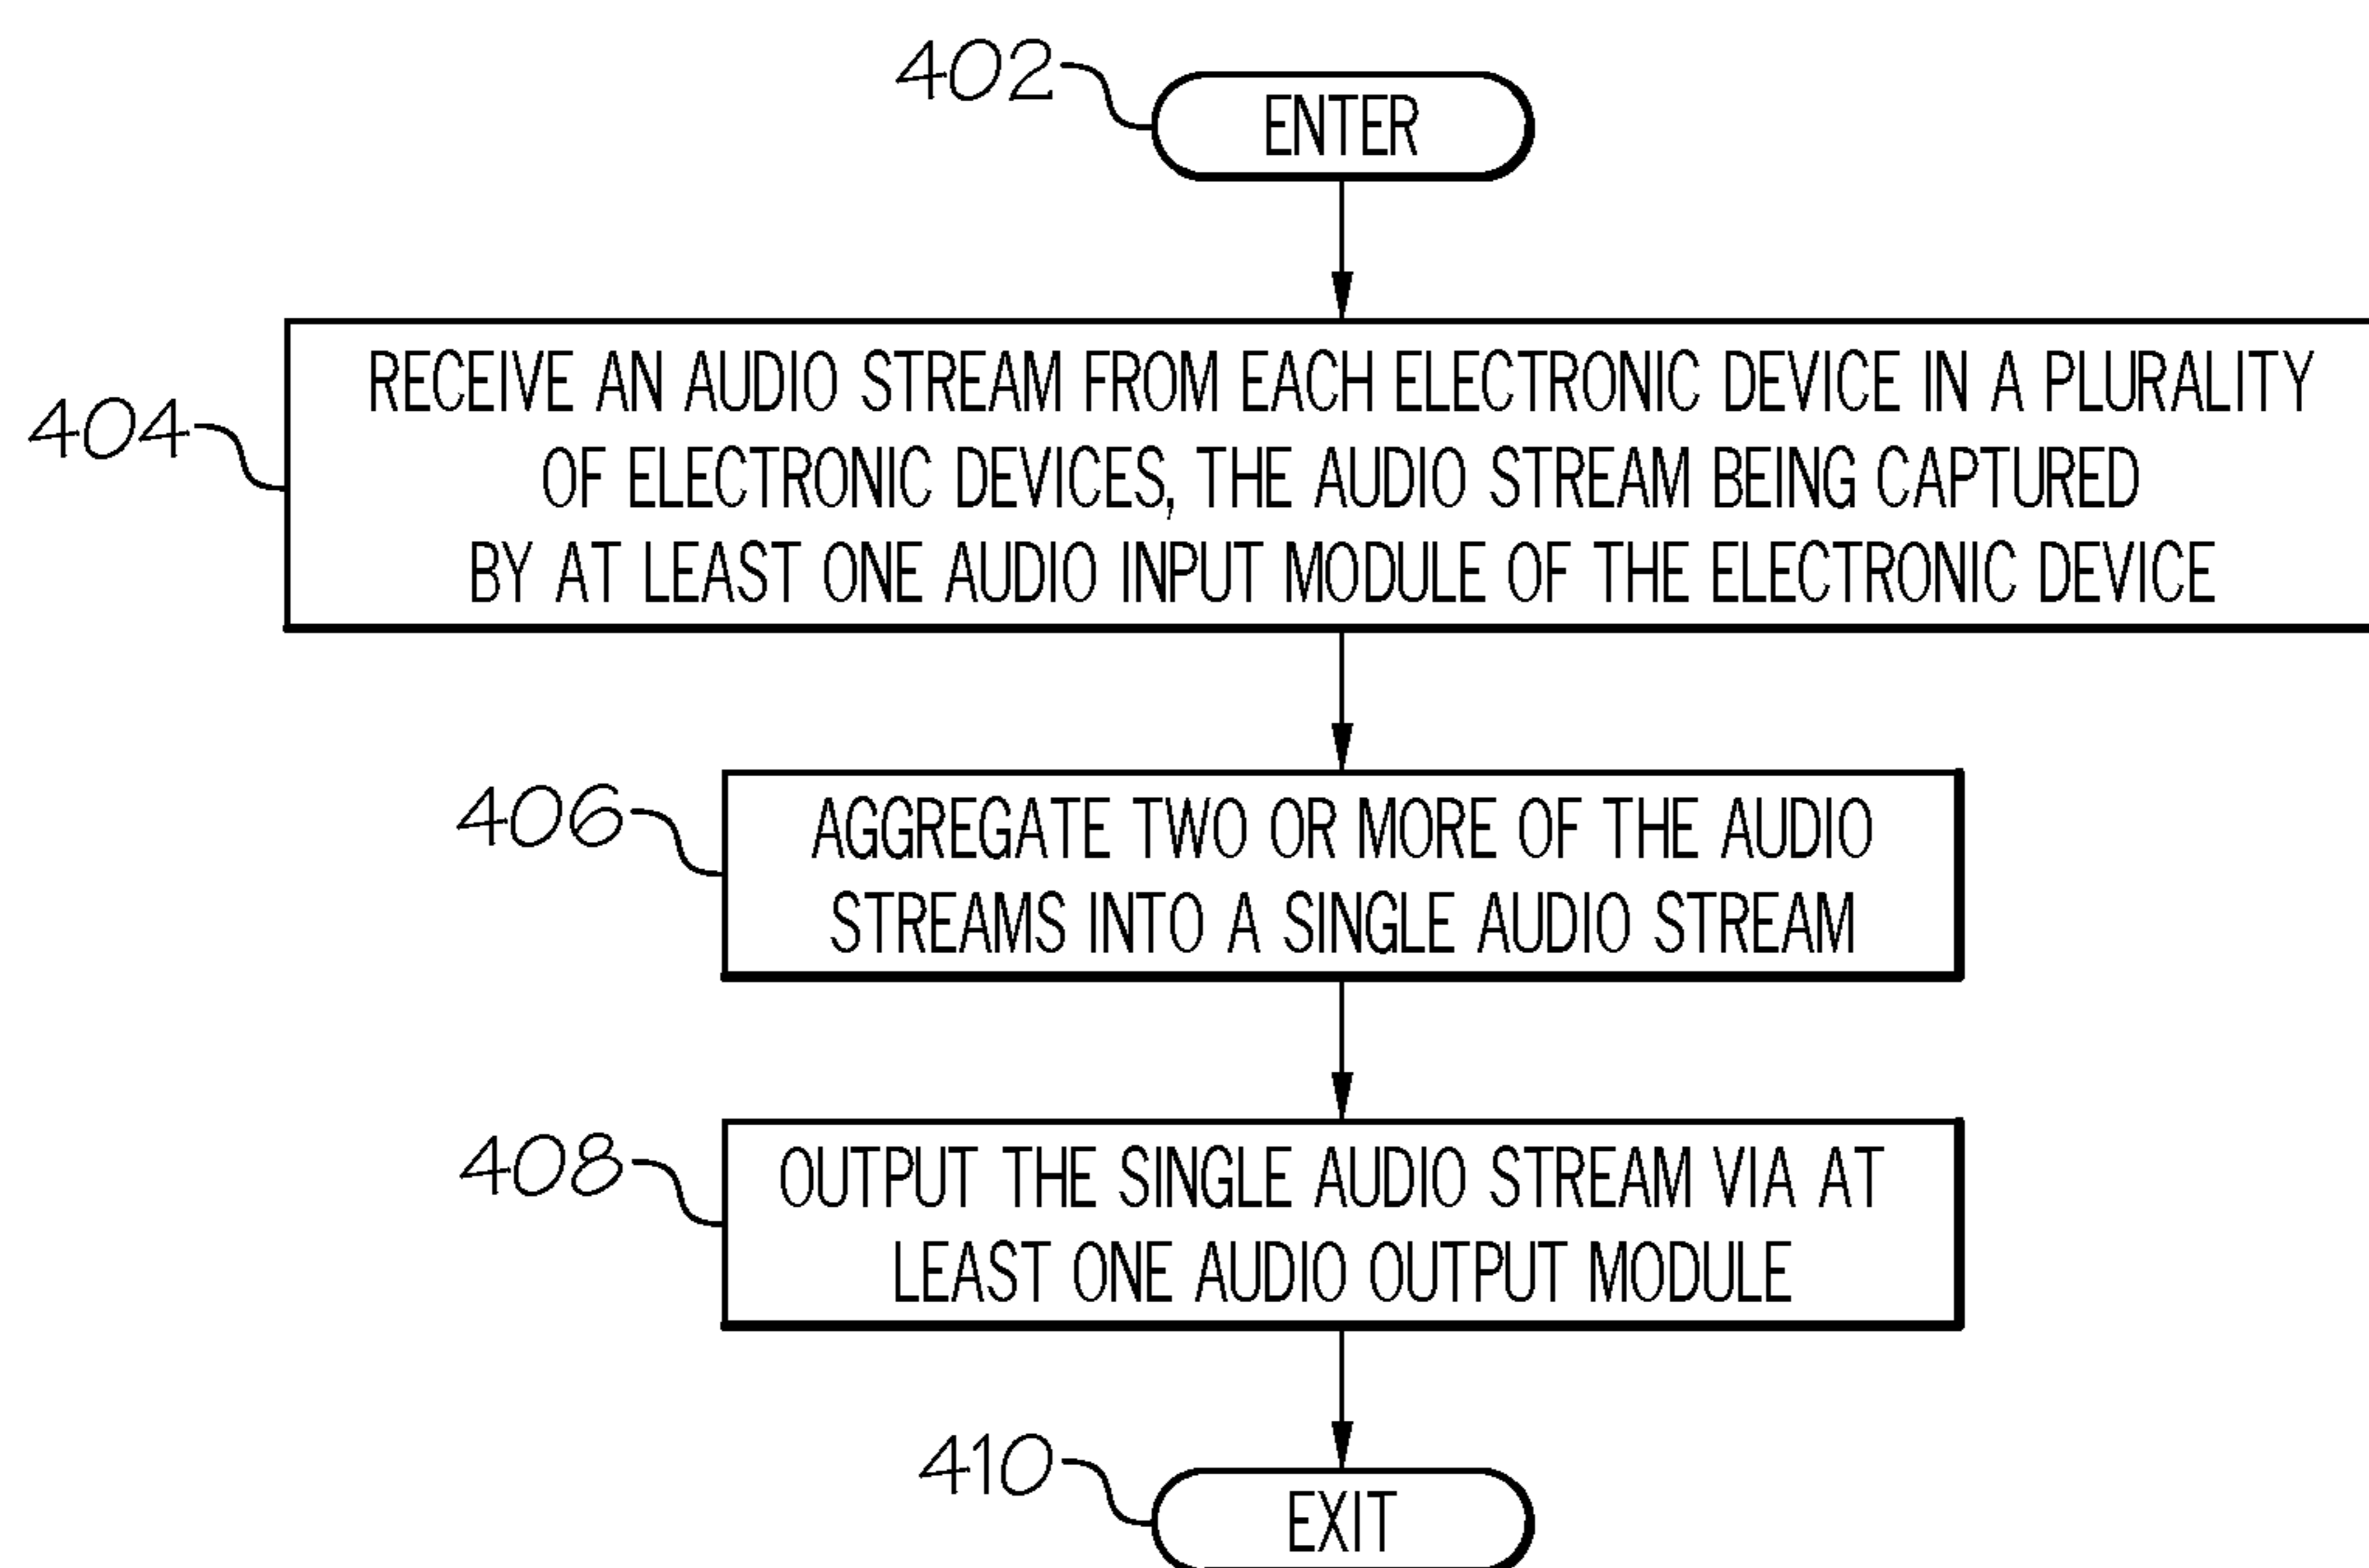 402
ENTER
404
RECEIVE AN AUDIO STREAM FROM EACH ELECTRONIC DEVICE IN A PLURALITY
OF ELECTRONIC DEVICES, THE AUDIO STREAM BEING CAPTURED
BY AT LEAST ONE AUDIO INPUT MODULE OF THE ELECTRONIC DEVICE
406
AGGREGATE TWO OR MORE OF THE AUDIO
STREAMS INTO A SINGLE AUDIO STREAM
408
OUTPUT THE SINGLE AUDIO STREAM VIA AT
LEAST ONE AUDIO OUTPUT MODULE
410
EXIT